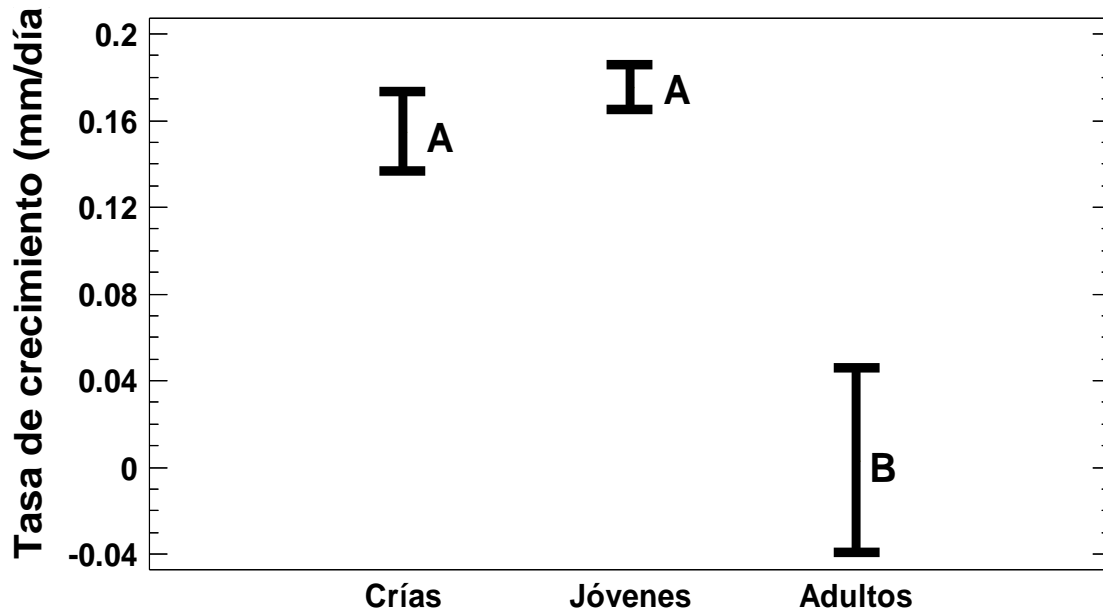 Tasa de crecimiento (mm/día
0.2
0.16
0.12
0.08
0.04
0
-0.04
A
A
B
Crías Jóvenes Adultos